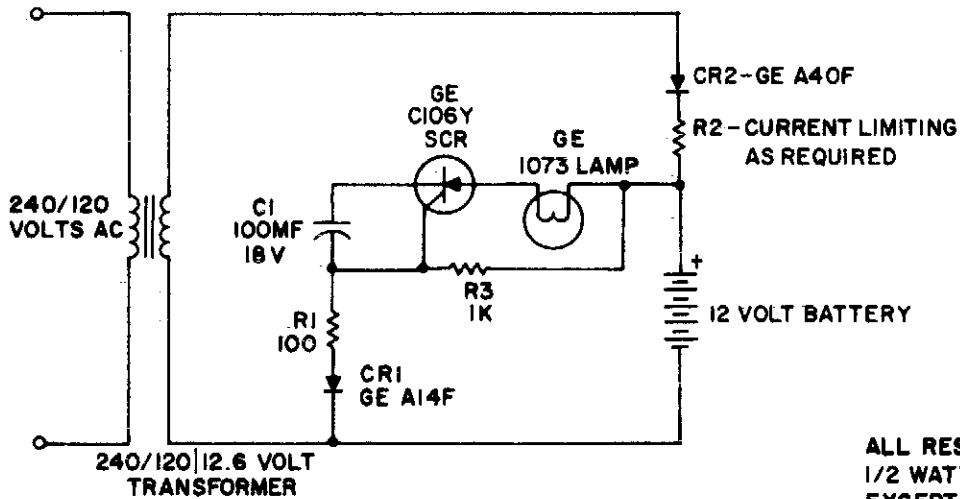 CR2-GE A40F
GE
C106Y
SCR
R2-CURRENT LIMITING
AS REQUIRED
GE
1073 LAMP
240/120
VOLTS AC
C1
100MF
18V
R3
1K
+
12 VOLT BATTERY
R1
100
CR1
GE A14F
240/120|12.6 VOLT
TRANSFORMER
ALL RES
1/2 WATT
EXCEPT